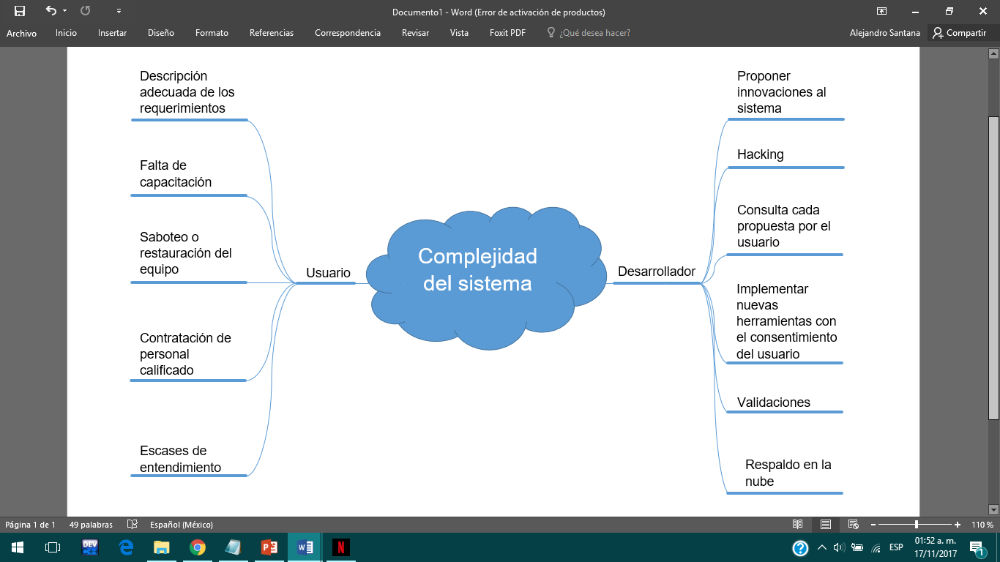 Documento1 - Word (Error de activación de productos)
Archivo Inicio Insertar Diseño Formato Referencias Correspondencia Revisar Vista Foxit PDF ¿Qué desea hacer? Alejandro Santana Compartir
Descripción
adecuada de los
requerimientos
Falta de
capacitación
Saboteo o
restauración del
equipo
Usuario
Contratación de
personal
calificado
Escases de
entendimiento
Complejidad
del sistema
Desarrollador
Proponer
innovaciones al
sistema
Hacking
Consulta cada
propuesta por el
usuario
Implementar
nuevas
herramientas con
el consentimiento
del usuario
Validaciones
Respaldo en la
nube
Página 1 de 1 49 palabras Español (México) 110 %
DEV
C++
N
ESP
01:52 a. m.
17/11/2017
1